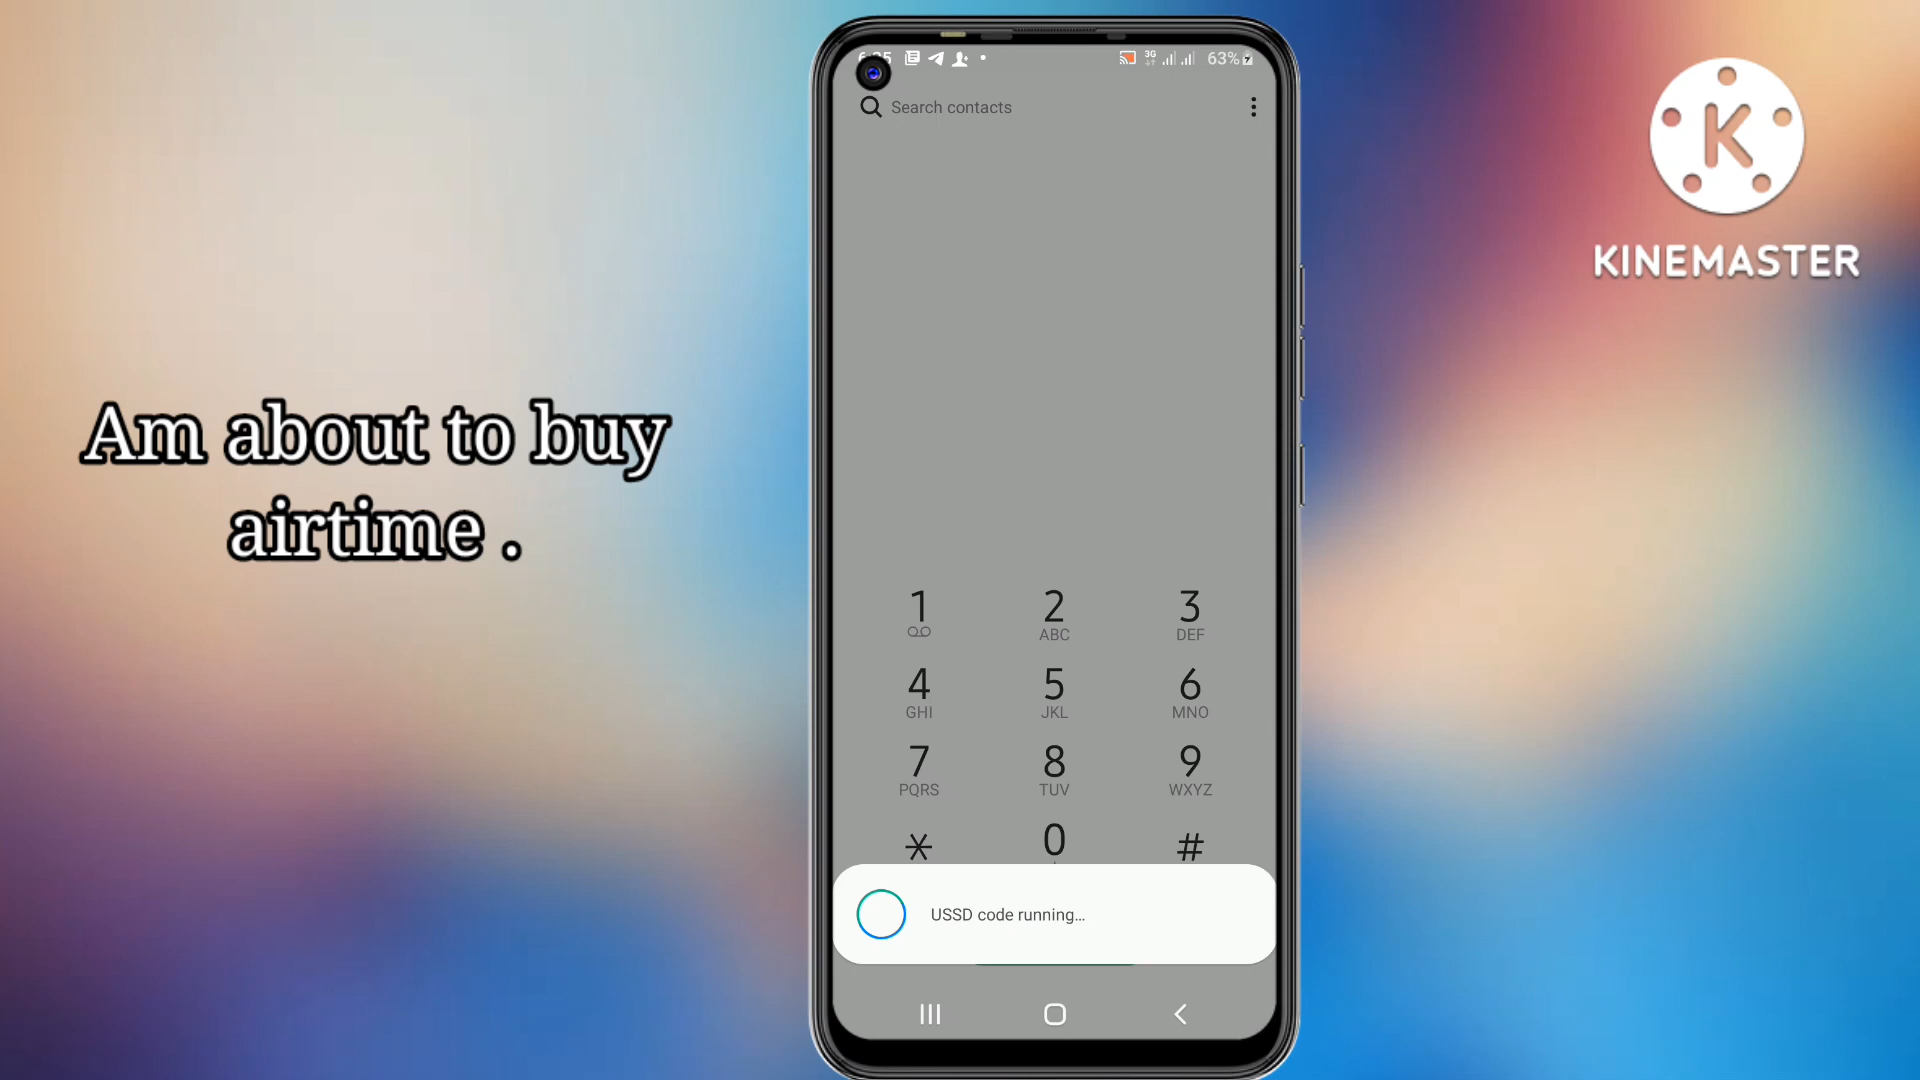 Am about to buy
airtime .
3G
63%
Search contacts
1
2
ABC
3
DEF
4
GHI
5
JKL
6
MNO
7
PQRS
8
TUV
9
WXYZ
*
0
#
USSD code running...
K
KINEMASTER